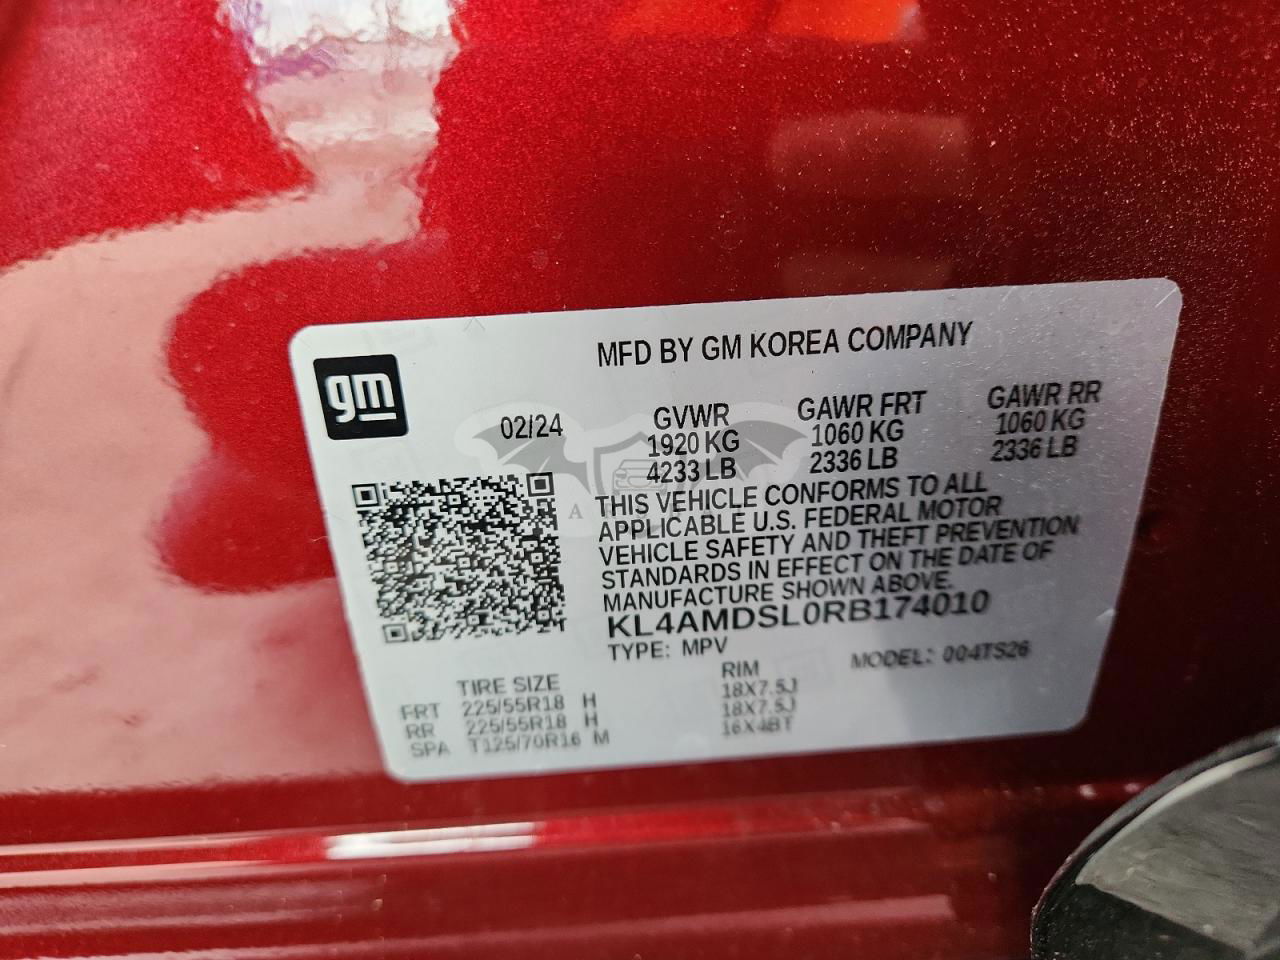 gm
MFD BY GM KOREA COMPANY
02/24
GVWR
1920 KG
4233 LB
GAWR FRT
1060 KG
2336 LB
GAWR RR
1060 KG
2336 LB
THIS VEHICLE CONFORMS TO ALL
APPLICABLE U.S. FEDERAL MOTOR
VEHICLE SAFETY AND THEFT PREVENTION
STANDARDS IN EFFECT ON THE DATE OF
MANUFACTURE SHOWN ABOVE.
KL4AMDSL0RB174010
TYPE: MPV MODEL: 004TS26
TIRE SIZE RIM
FRT 225/55R18 H 18X7.5J
RR 225/55R18 H 18X7.5J
SPA T125/70R16 M 16X4BT